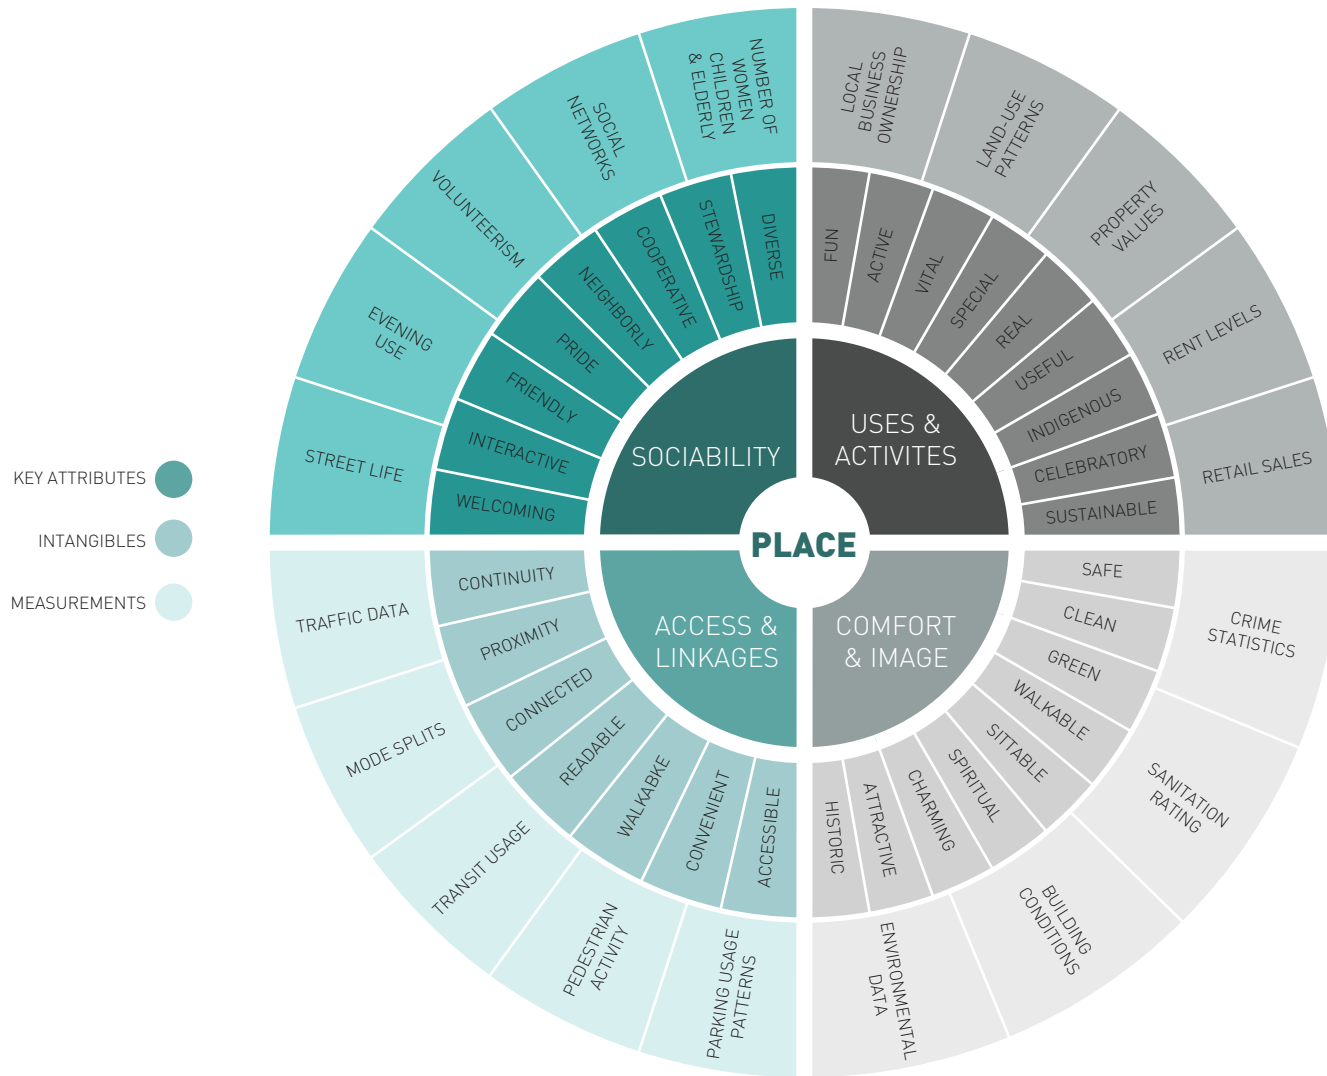 KEY ATTRIBUTES
INTANGIBLES
MEASUREMENTS
PLACE
SOCIABILITY
USES &
ACTIVITES
ACCESS &
LINKAGES
COMFORT
& IMAGE
WELCOMING
INTERACTIVE
FRIENDLY
PRIDE
NEIGHBORLY
COOPERATIVE
STEWARDSHIP
DIVERSE
STREET LIFE
EVENING
USE
VOLUNTEERISM
SOCIAL
NETWORKS
NUMBER OF
WOMEN
CHILDREN
& ELDERLY
FUN
ACTIVE
VITAL
SPECIAL
REAL
USEFUL
INDIGENOUS
CELEBRATORY
SUSTAINABLE
LOCAL
BUSINESS
OWNERSHIP
LAND-USE
PATTERNS
PROPERTY
VALUES
RENT LEVELS
RETAIL SALES
SAFE
CLEAN
GREEN
WALKABLE
SITTABLE
SPIRITUAL
CHARMING
ATTRACTIVE
HISTORIC
CRIME
STATISTICS
SANITATION
RATING
BUILDING
CONDITIONS
ENVIRONMENTAL
DATA
CONTINUITY
PROXIMITY
CONNECTED
READABLE
WALKABKE
CONVENIENT
ACCESSIBLE
TRAFFIC DATA
MODE SPLITS
TRANSIT USAGE
PEDESTRIAN
ACTIVITY
PARKING USAGE
PATTERNS